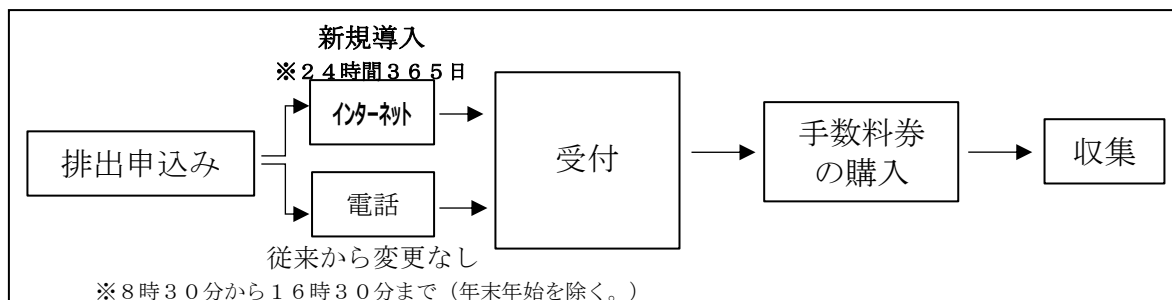 新規導入
※２４時間３６５日
インターネット
排出申込み
電話
従来から変更なし
※８時３０分から１６時３０分まで（年末年始を除く。）
受付
手数料券
の購入
収集